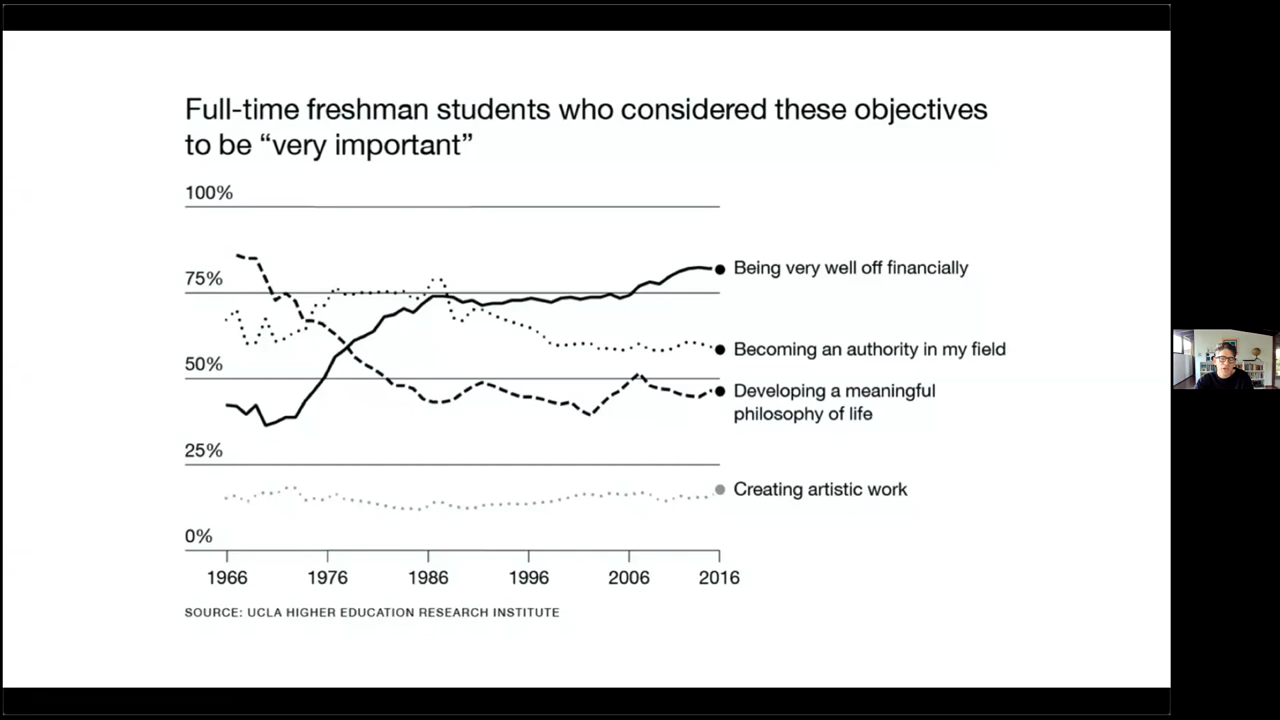 Full-time freshman students who considered these objectives
to be “very important”
100%
75%
50%
25%
0%
Being very well off financially
Becoming an authority in my field
Developing a meaningful
philosophy of life
Creating artistic work
1966 1976 1986 1996 2006 2016
SOURCE: UCLA HIGHER EDUCATION RESEARCH INSTITUTE